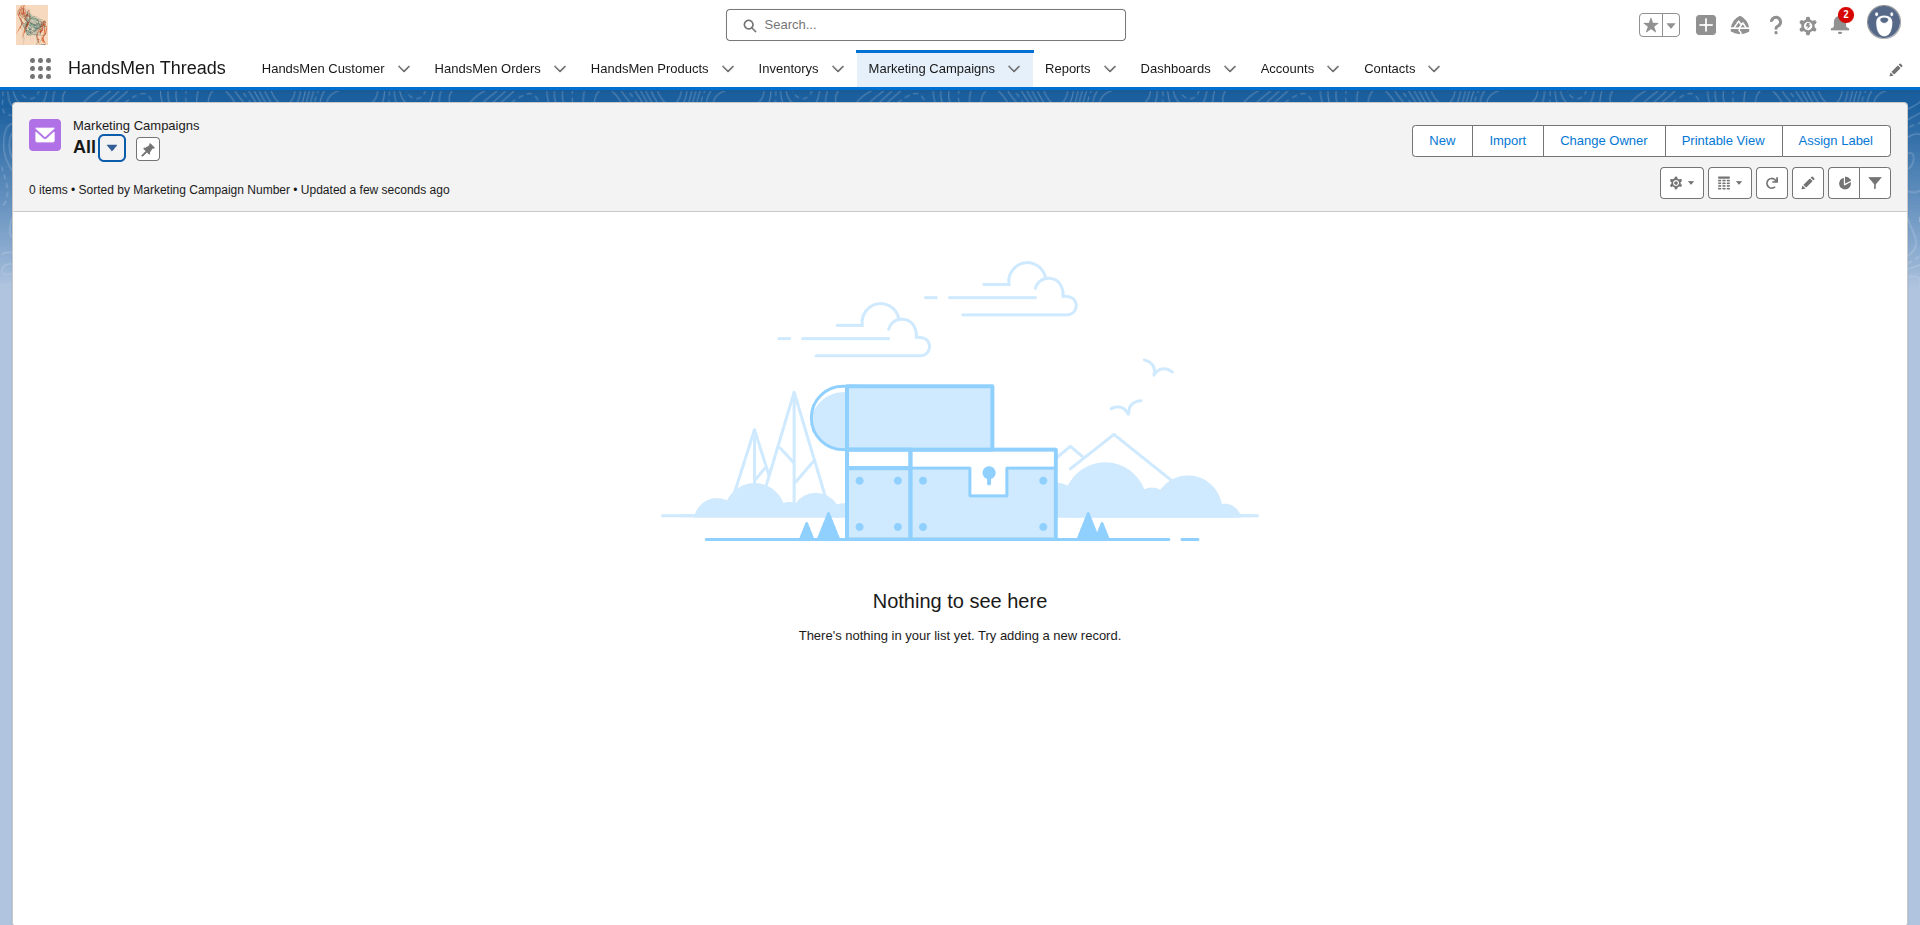 Search...
2
HandsMen Threads
HandsMen Customer
HandsMen Orders
HandsMen Products
Inventorys
Marketing Campaigns
Reports
Dashboards
Accounts
Contacts
Marketing Campaigns
All
New
Import
Change Owner
Printable View
Assign Label
0 items • Sorted by Marketing Campaign Number • Updated a few seconds ago
Nothing to see here
There's nothing in your list yet. Try adding a new record.